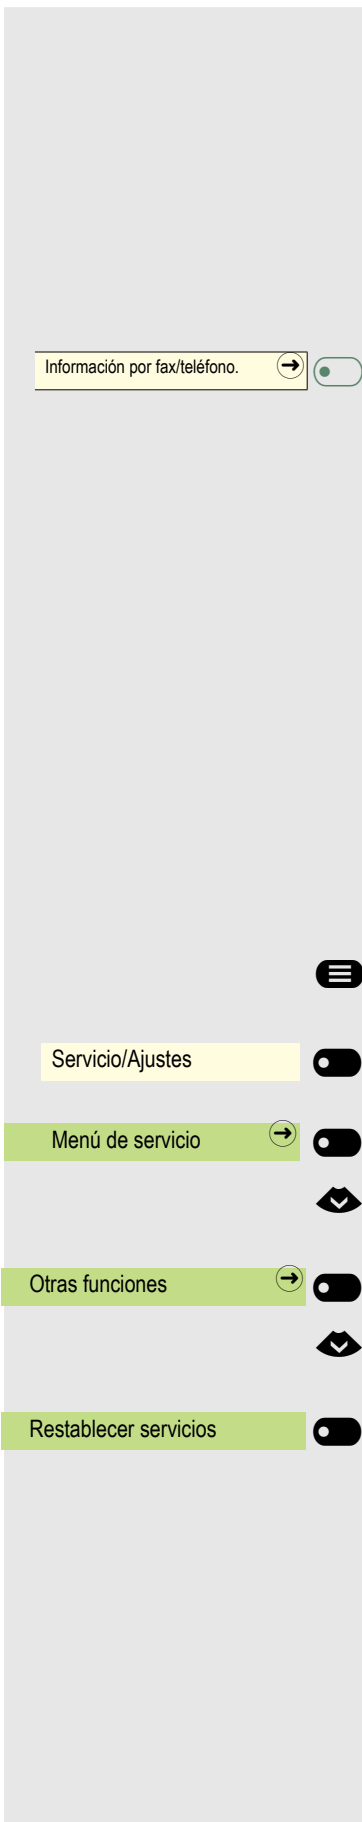 Información por fax/teléfono.
Servicio/Ajustes
Menú de servicio
Otras funciones
Restablecer servicios